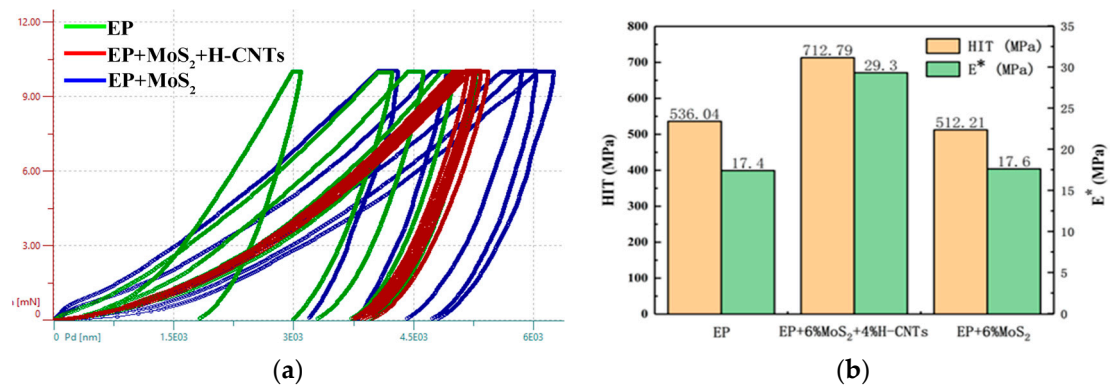 12.00
9.00
6.00
3.00
[mN]
0
0 Pd [nm] 1.5E03 3E03 4.5E03 6E03
EP
EP+MoS₂+H-CNTs
EP+MoS₂
(a)
800
700
600
500
400
300
200
100
0
HIT (MPa)
HIT (MPa)
E* (MPa)
536.04
17.4
712.79
29.3
512.21
17.6
EP EP+6%MoS₂+4%H-CNTs EP+6%MoS₂
35
30
25
20
15
10
5
0
E* (MPa)
(b)